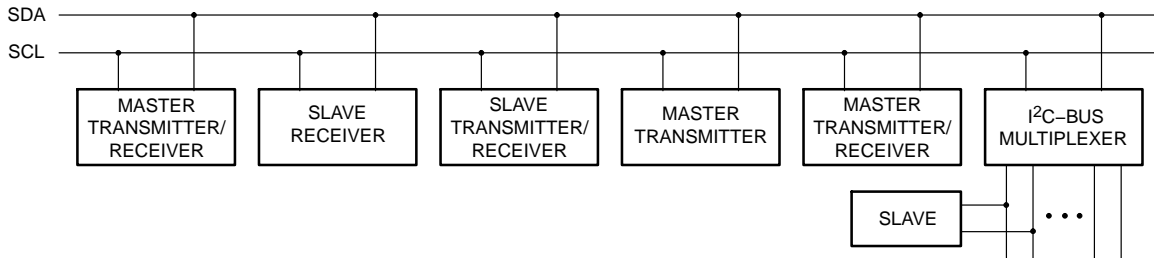 SDA
SCL
MASTER
TRANSMITTER/
RECEIVER
SLAVE
RECEIVER
SLAVE
TRANSMITTER/
RECEIVER
MASTER
TRANSMITTER
MASTER
TRANSMITTER/
RECEIVER
I²C−BUS
MULTIPLEXER
SLAVE